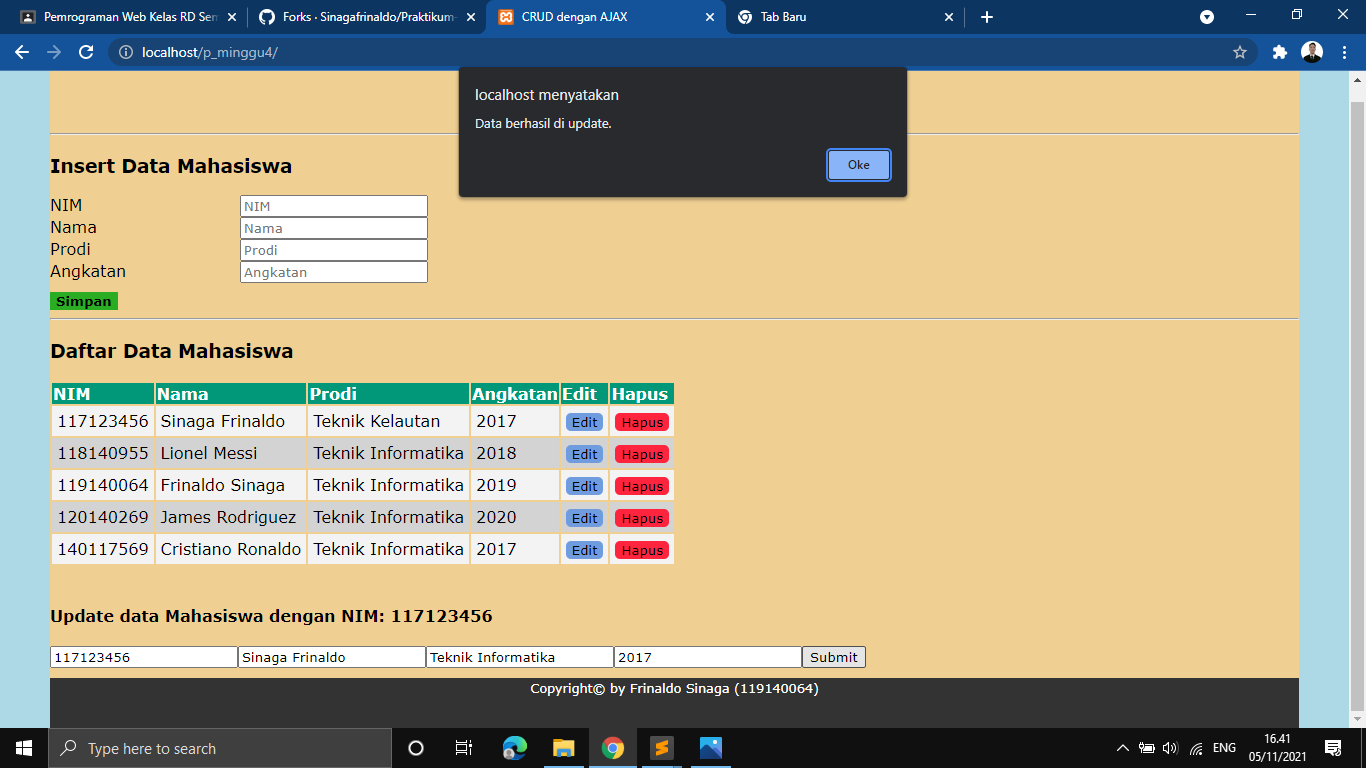 Pemrograman Web Kelas RD Sem
Forks · Sinagafrinaldo/Praktikum-
CRUD dengan AJAX
Tab Baru
localhost/p_minggu4/
localhost menyatakan
Data berhasil di update.
Oke
Insert Data Mahasiswa
NIM NIM
Nama Nama
Prodi Prodi
Angkatan Angkatan
Simpan
Daftar Data Mahasiswa
NIM Nama Prodi Angkatan Edit Hapus
117123456 Sinaga Frinaldo Teknik Kelautan 2017 Edit Hapus
118140955 Lionel Messi Teknik Informatika 2018 Edit Hapus
119140064 Frinaldo Sinaga Teknik Informatika 2019 Edit Hapus
120140269 James Rodriguez Teknik Informatika 2020 Edit Hapus
140117569 Cristiano Ronaldo Teknik Informatika 2017 Edit Hapus
Update data Mahasiswa dengan NIM: 117123456
117123456 Sinaga Frinaldo Teknik Informatika 2017 Submit
Copyright© by Frinaldo Sinaga (119140064)
Type here to search
ENG
16.41
05/11/2021